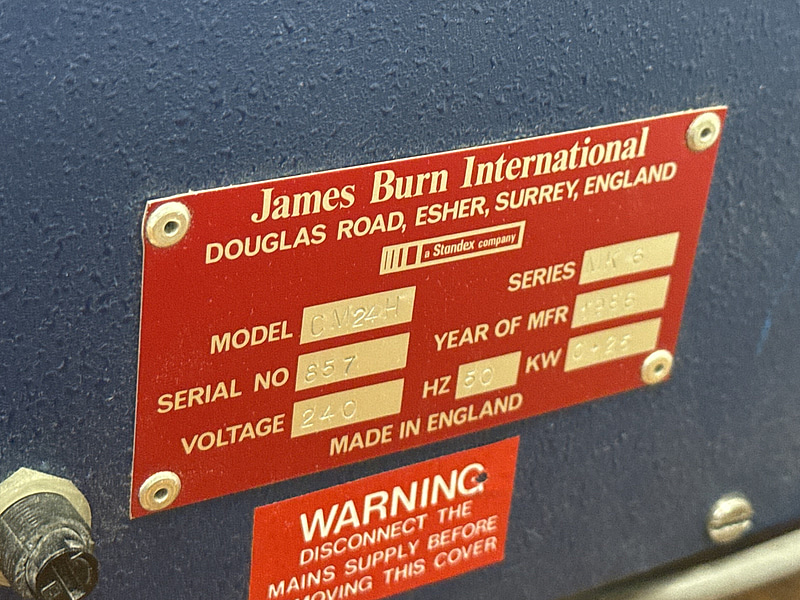 James Burn International
DOUGLAS ROAD, ESHER, SURREY, ENGLAND
a Standex company
MODEL CM24H
SERIES MK 6
SERIAL NO 857
YEAR OF MFR 1986
VOLTAGE 240
HZ 50
KW 0.25
MADE IN ENGLAND
WARNING
DISCONNECT THE
MAINS SUPPLY BEFORE
MOVING THIS COVER